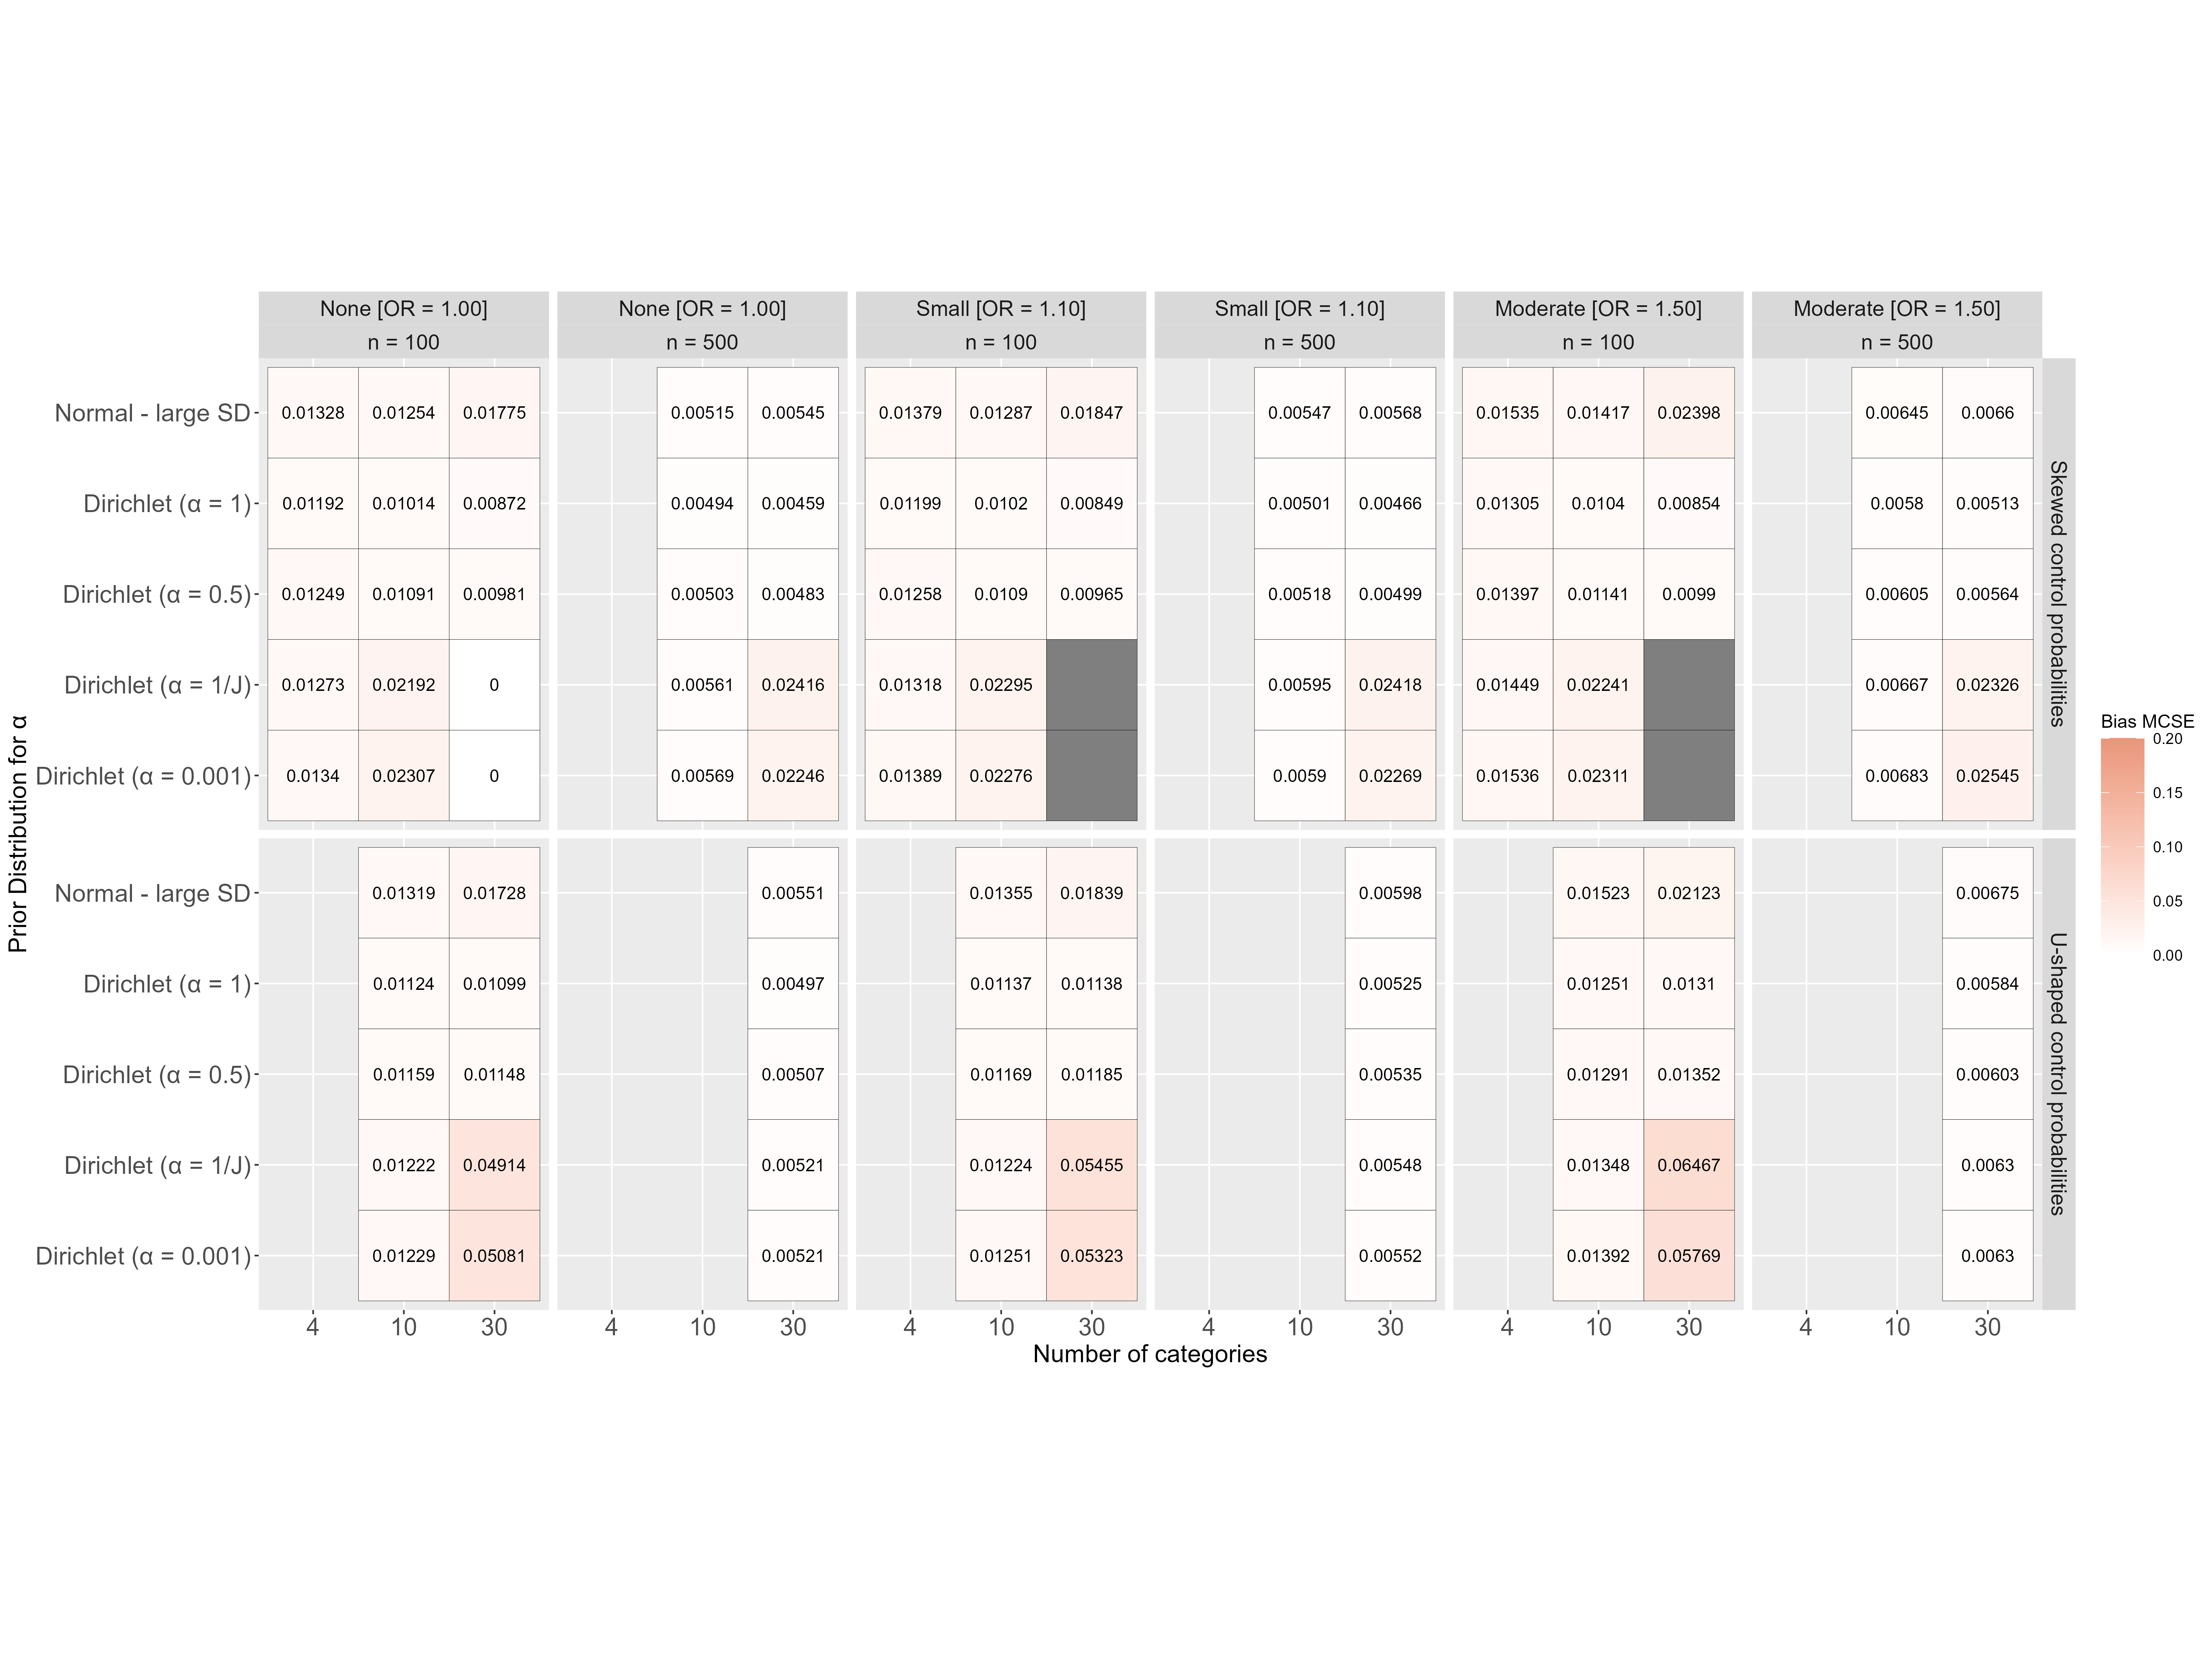 None [OR = 1.00] None [OR = 1.00] Small [OR = 1.10] Small [OR = 1.10] Moderate [OR = 1.50] Moderate [OR = 1.50]
n = 100 n = 500 n = 100 n = 500 n = 100 n = 500
Normal - large SD 0.01328 0.01254 0.01775 0.00515 0.00545 0.01379 0.01287 0.01847 0.00547 0.00568 0.01535 0.01417 0.02398 0.00645 0.0066
Dirichlet (α = 1) 0.01192 0.01014 0.00872 0.00494 0.00459 0.01199 0.0102 0.00849 0.00501 0.00466 0.01305 0.0104 0.00854 0.0058 0.00513
Dirichlet (α = 0.5) 0.01249 0.01091 0.00981 0.00503 0.00483 0.01258 0.0109 0.00965 0.00518 0.00499 0.01397 0.01141 0.0099 0.00605 0.00564
Dirichlet (α = 1/J) 0.01273 0.02192 0 0.00561 0.02416 0.01318 0.02295 0.00595 0.02418 0.01449 0.02241 0.00667 0.02326
Dirichlet (α = 0.001) 0.0134 0.02307 0 0.00569 0.02246 0.01389 0.02276 0.0059 0.02269 0.01536 0.02311 0.00683 0.02545
Skewed control probabilities
Normal - large SD 0.01319 0.01728 0.00551 0.01355 0.01839 0.00598 0.01523 0.02123 0.00675
Dirichlet (α = 1) 0.01124 0.01099 0.00497 0.01137 0.01138 0.00525 0.01251 0.0131 0.00584
Dirichlet (α = 0.5) 0.01159 0.01148 0.00507 0.01169 0.01185 0.00535 0.01291 0.01352 0.00603
Dirichlet (α = 1/J) 0.01222 0.04914 0.00521 0.01224 0.05455 0.00548 0.01348 0.06467 0.0063
Dirichlet (α = 0.001) 0.01229 0.05081 0.00521 0.01251 0.05323 0.00552 0.01392 0.05769 0.0063
U-shaped control probabilities
4 10 30 4 10 30 4 10 30 4 10 30 4 10 30 4 10 30
Number of categories
Prior Distribution for α
Bias MCSE
0.20
0.15
0.10
0.05
0.00